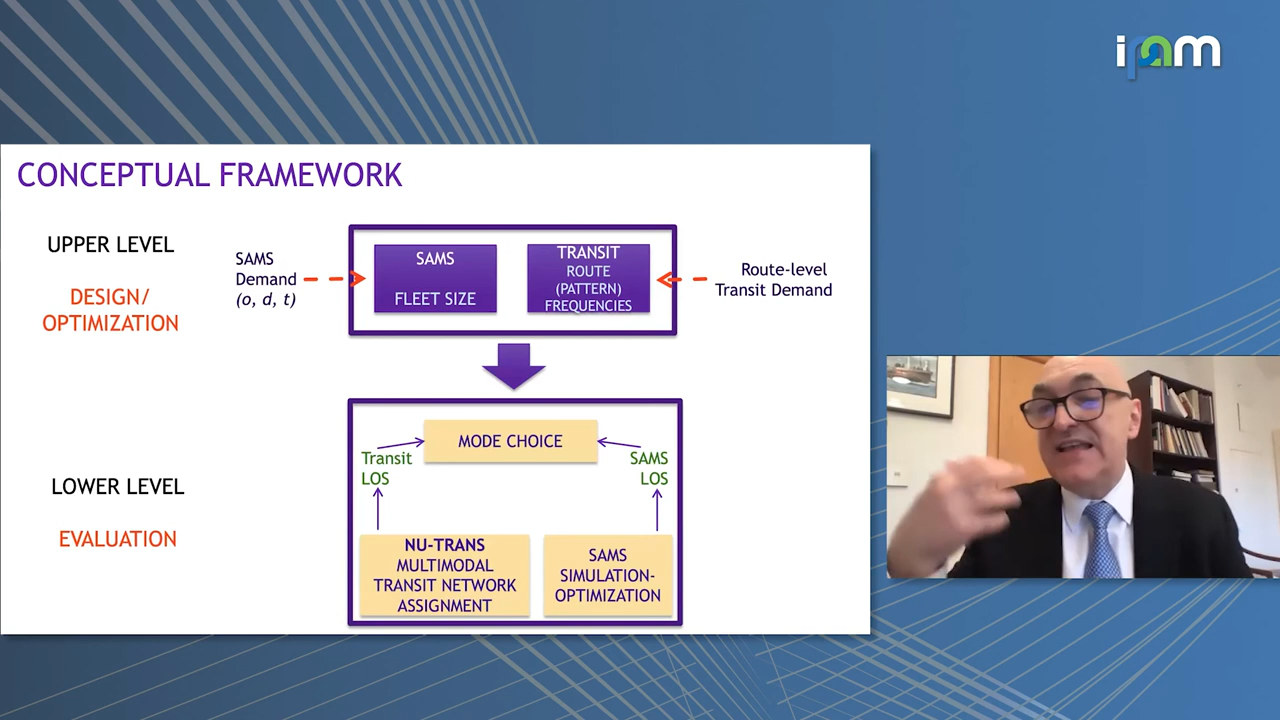 ipam
CONCEPTUAL FRAMEWORK
UPPER LEVEL
DESIGN/
OPTIMIZATION
SAMS
Demand
(o, d, t)
SAMS
FLEET SIZE
TRANSIT
ROUTE
(PATTERN)
FREQUENCIES
Route-level
Transit Demand
LOWER LEVEL
EVALUATION
MODE CHOICE
Transit
LOS
SAMS
LOS
NU-TRANS
MULTIMODAL
TRANSIT NETWORK
ASSIGNMENT
SAMS
SIMULATION-
OPTIMIZATION